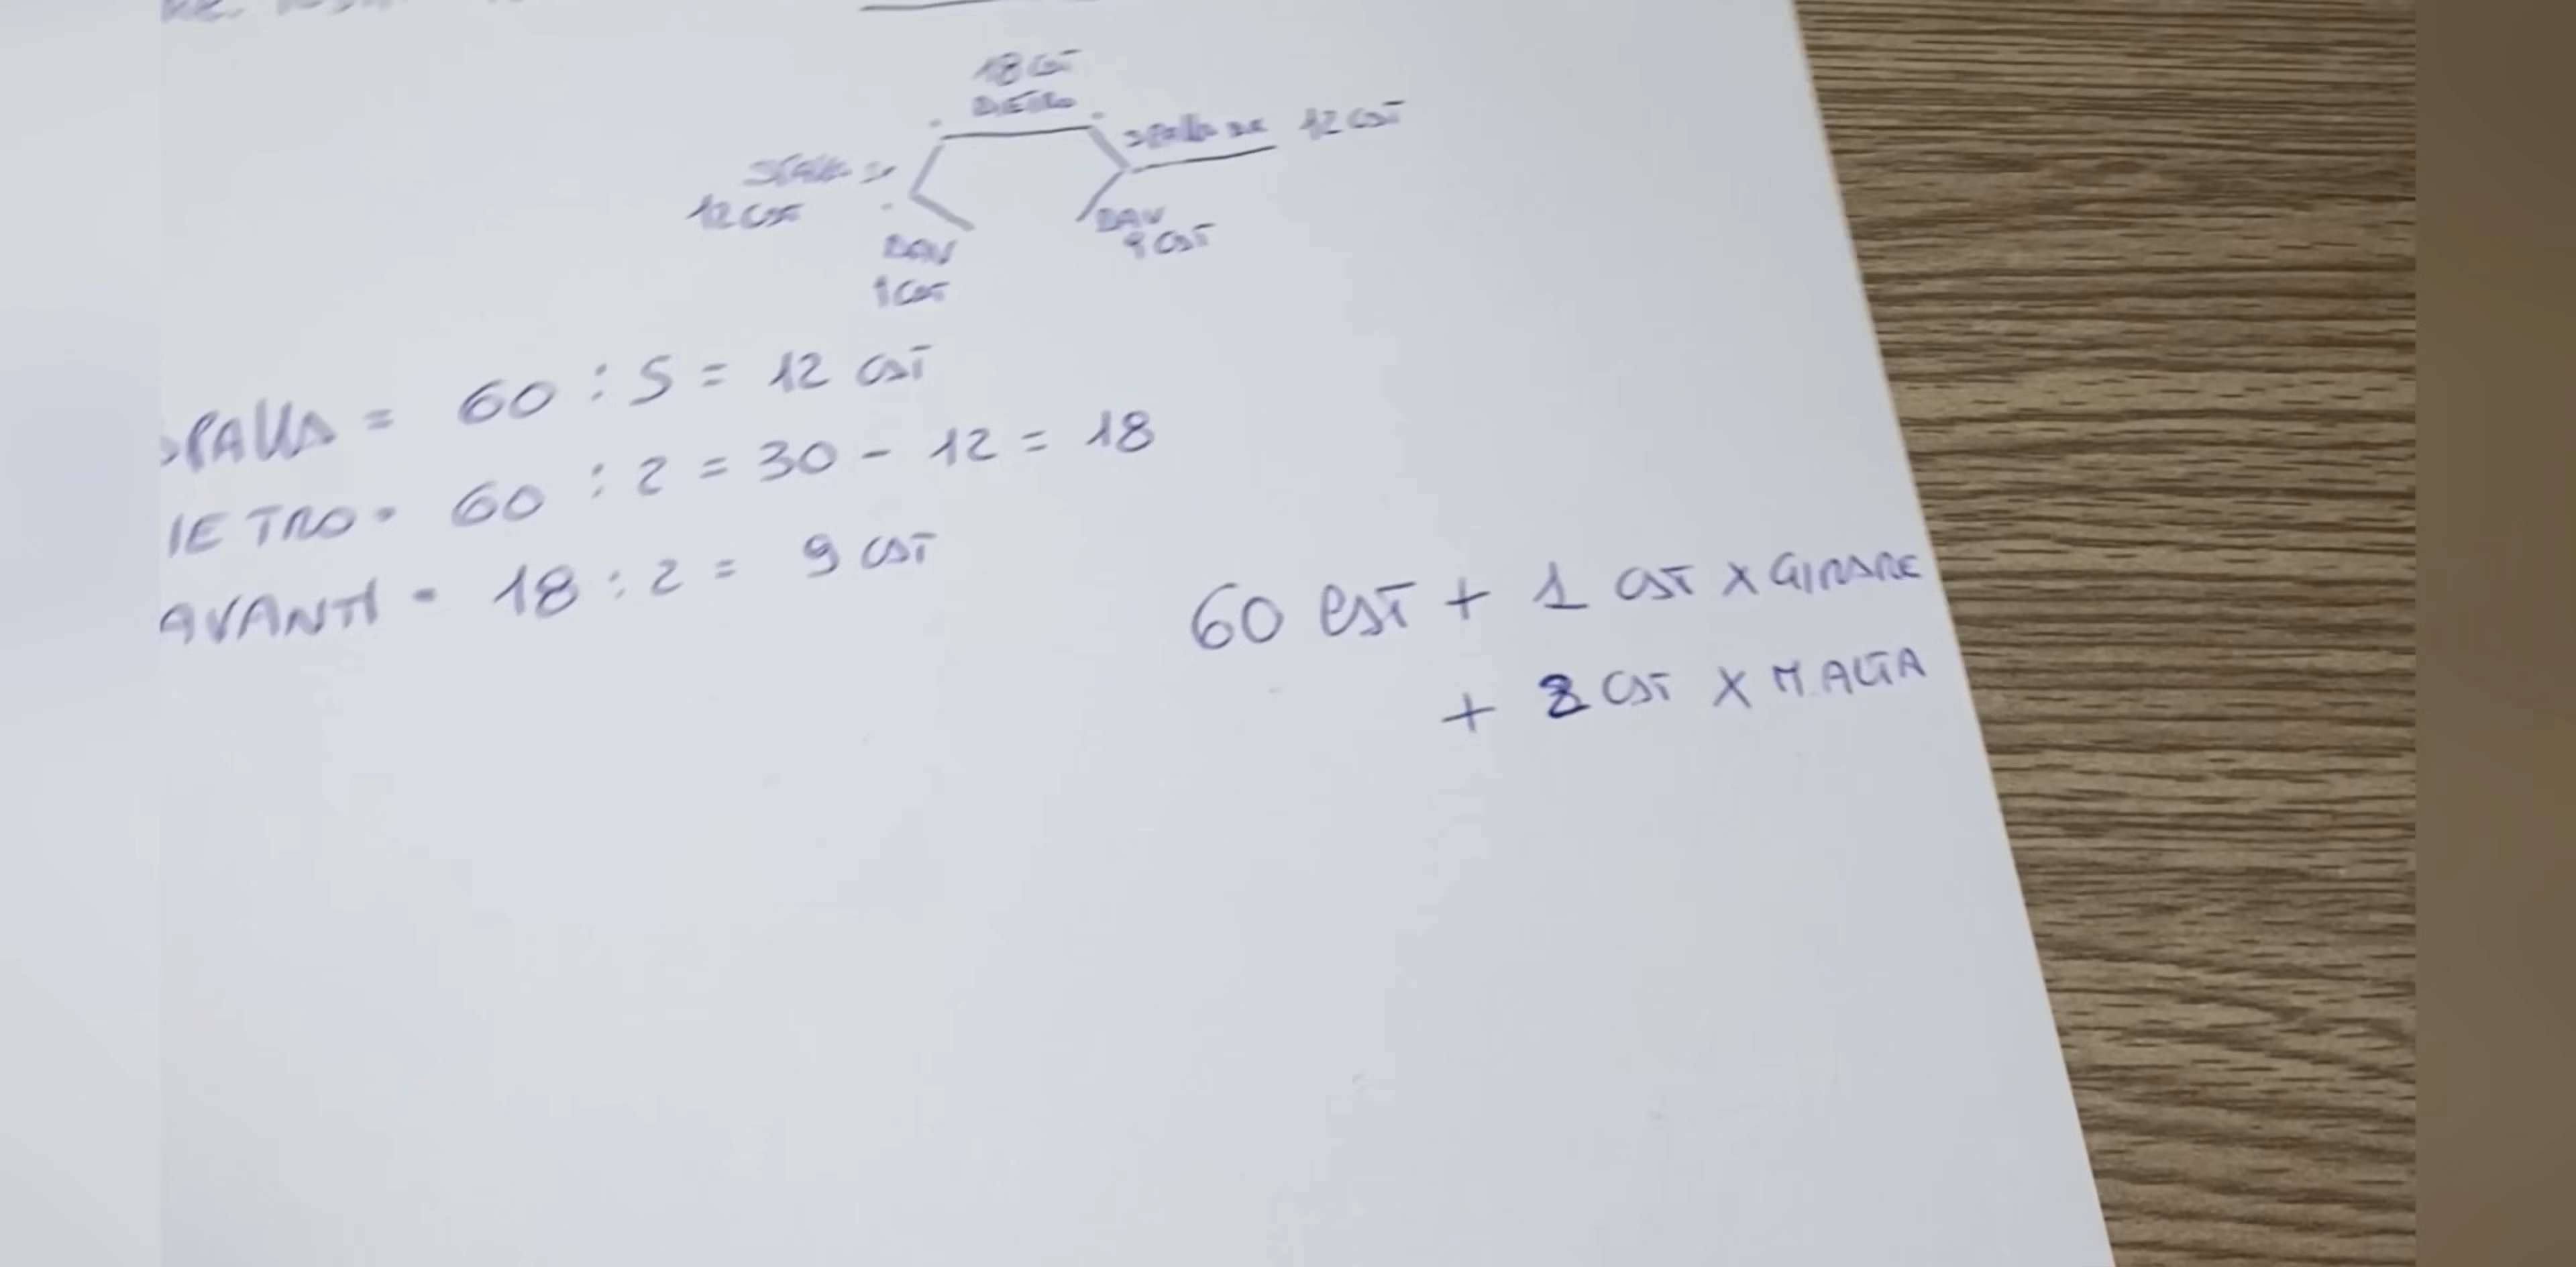 18 CST
DIETRO
SPALLA DX 12 CST
SPALLA SX
12 CST
DAV
9 CST
DAV
9 CST
SPALLA = 60 : 5 = 12 CST
IETRO = 60 : 2 = 30 - 12 = 18
AVANTI = 18 : 2 = 9 CST
60 CST + 1 CST X GIRARE
+ 2 CST X MALTA